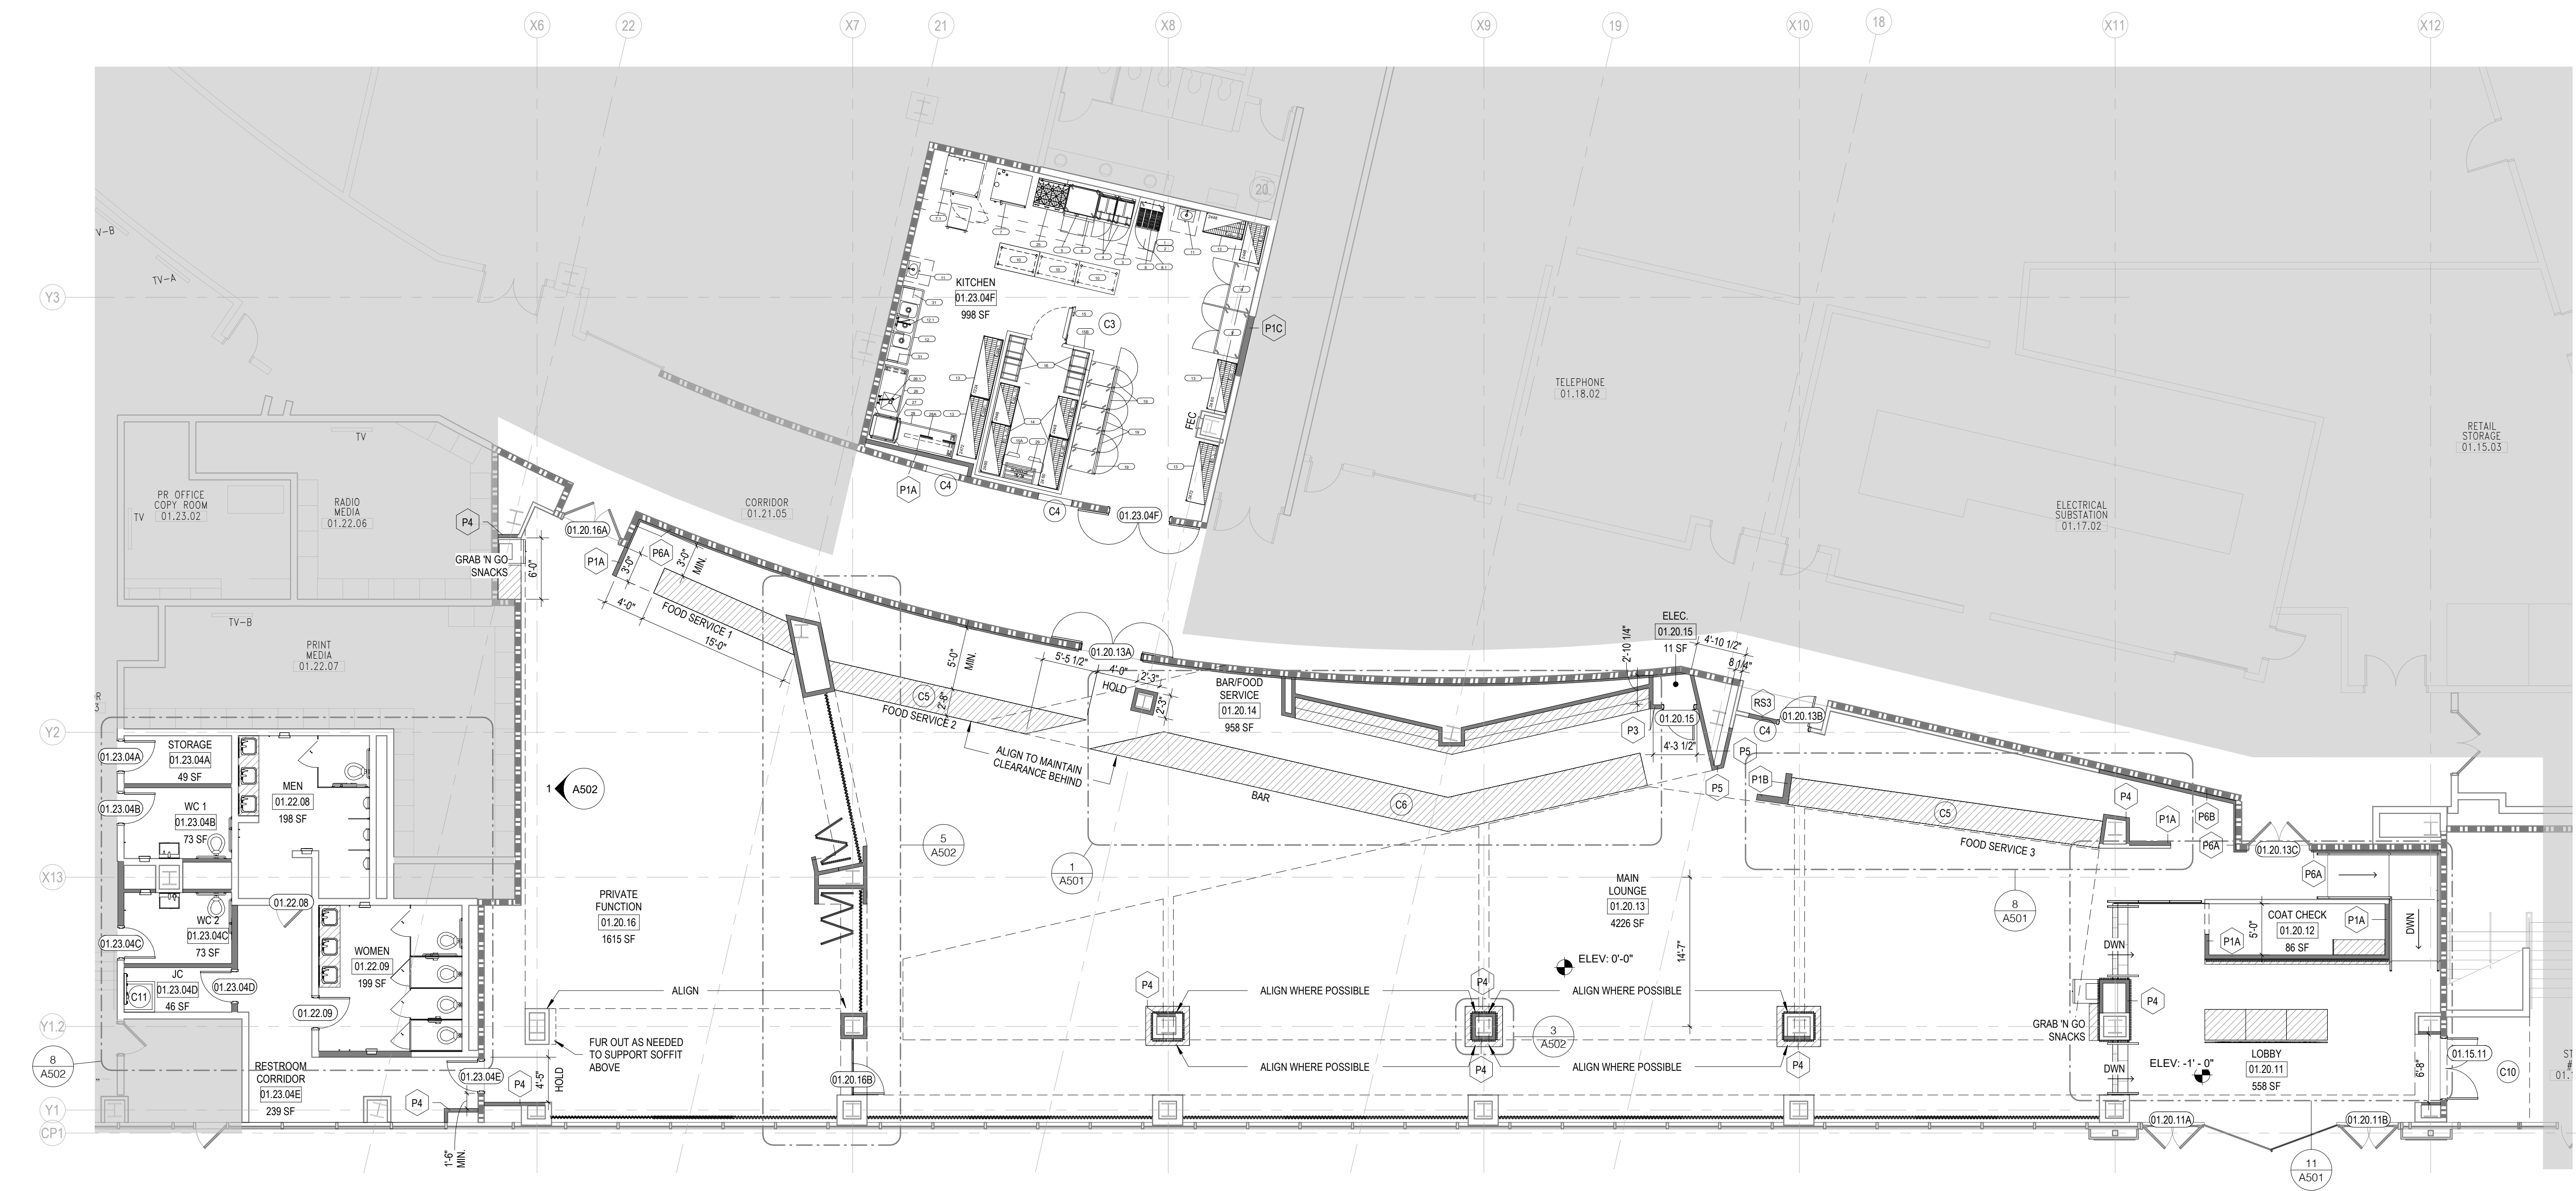 X6
22
X7
21
X8
X9
19
X10
18
X11
X12
20
V-B
TV-A
Y3
KITCHEN
01.23.04F
998 SF
C3
P1C
FEC
TELEPHONE
01.18.02
RETAIL
STORAGE
01.15.03
ELECTRICAL
SUBSTATION
01.17.02
TV
PR OFFICE
COPY ROOM
01.23.02
TV
RADIO
MEDIA
01.22.06
CORRIDOR
01.21.05
P1A
C4
C4
01.23.04F
P4
01.20.16A
GRAB 'N GO
SNACKS
6'-0"
P1A
P6A
3'-0"
3'-0"
MIN.
4'-0"
FOOD SERVICE 1
15'-0"
TV-B
PRINT
MEDIA
01.22.07
5'-0"
MIN.
5'-5 1/2"
01.20.13A
4'-0"
HOLD
2'-3"
2'-3"
C5
2'-8"
FOOD SERVICE 2
ALIGN TO MAINTAIN
CLEARANCE BEHIND
BAR/FOOD
SERVICE
01.20.14
958 SF
2'-10 1/4"
ELEC.
01.20.15
11 SF
4'-10 1/2"
8 1/4"
RS3
01.20.13B
C4
P3
01.20.15
4'-3 1/2"
P5
P5
Y2
01.23.04A
STORAGE
01.23.04A
49 SF
MEN
01.22.08
198 SF
1
A502
BAR
C6
P1B
C5
FOOD SERVICE 3
P4
P1A
P6B
P6A
01.20.13C
P6A
01.23.04B
WC 1
01.23.04B
73 SF
5
A502
1
A501
8
A501
X13
01.22.08
WC 2
01.23.04C
73 SF
01.23.04C
PRIVATE
FUNCTION
01.20.16
1615 SF
MAIN
LOUNGE
01.20.13
4226 SF
14'-7"
COAT CHECK
01.20.12
86 SF
5'-0"
P1A
P1A
DWN
DWN
WOMEN
01.22.09
199 SF
JC
01.23.04D
46 SF
C11
01.23.04D
01.22.09
ELEV: 0'-0"
ALIGN
P4
ALIGN WHERE POSSIBLE
P4
ALIGN WHERE POSSIBLE
P4
GRAB 'N GO
SNACKS
Y1.2
FUR OUT AS NEEDED
TO SUPPORT SOFFIT
ABOVE
3
A502
ALIGN WHERE POSSIBLE
ALIGN WHERE POSSIBLE
P4
P4
P4
8
A502
RESTROOM
CORRIDOR
01.23.04E
239 SF
01.23.04E
P4
P4
4'-5"
HOLD
01.20.16B
DWN
ELEV: -1' - 0"
LOBBY
01.20.11
558 SF
6'-8"
01.15.11
C10
Y1
CP1
1'-6"
MIN.
01.20.11A
01.20.11B
11
A501